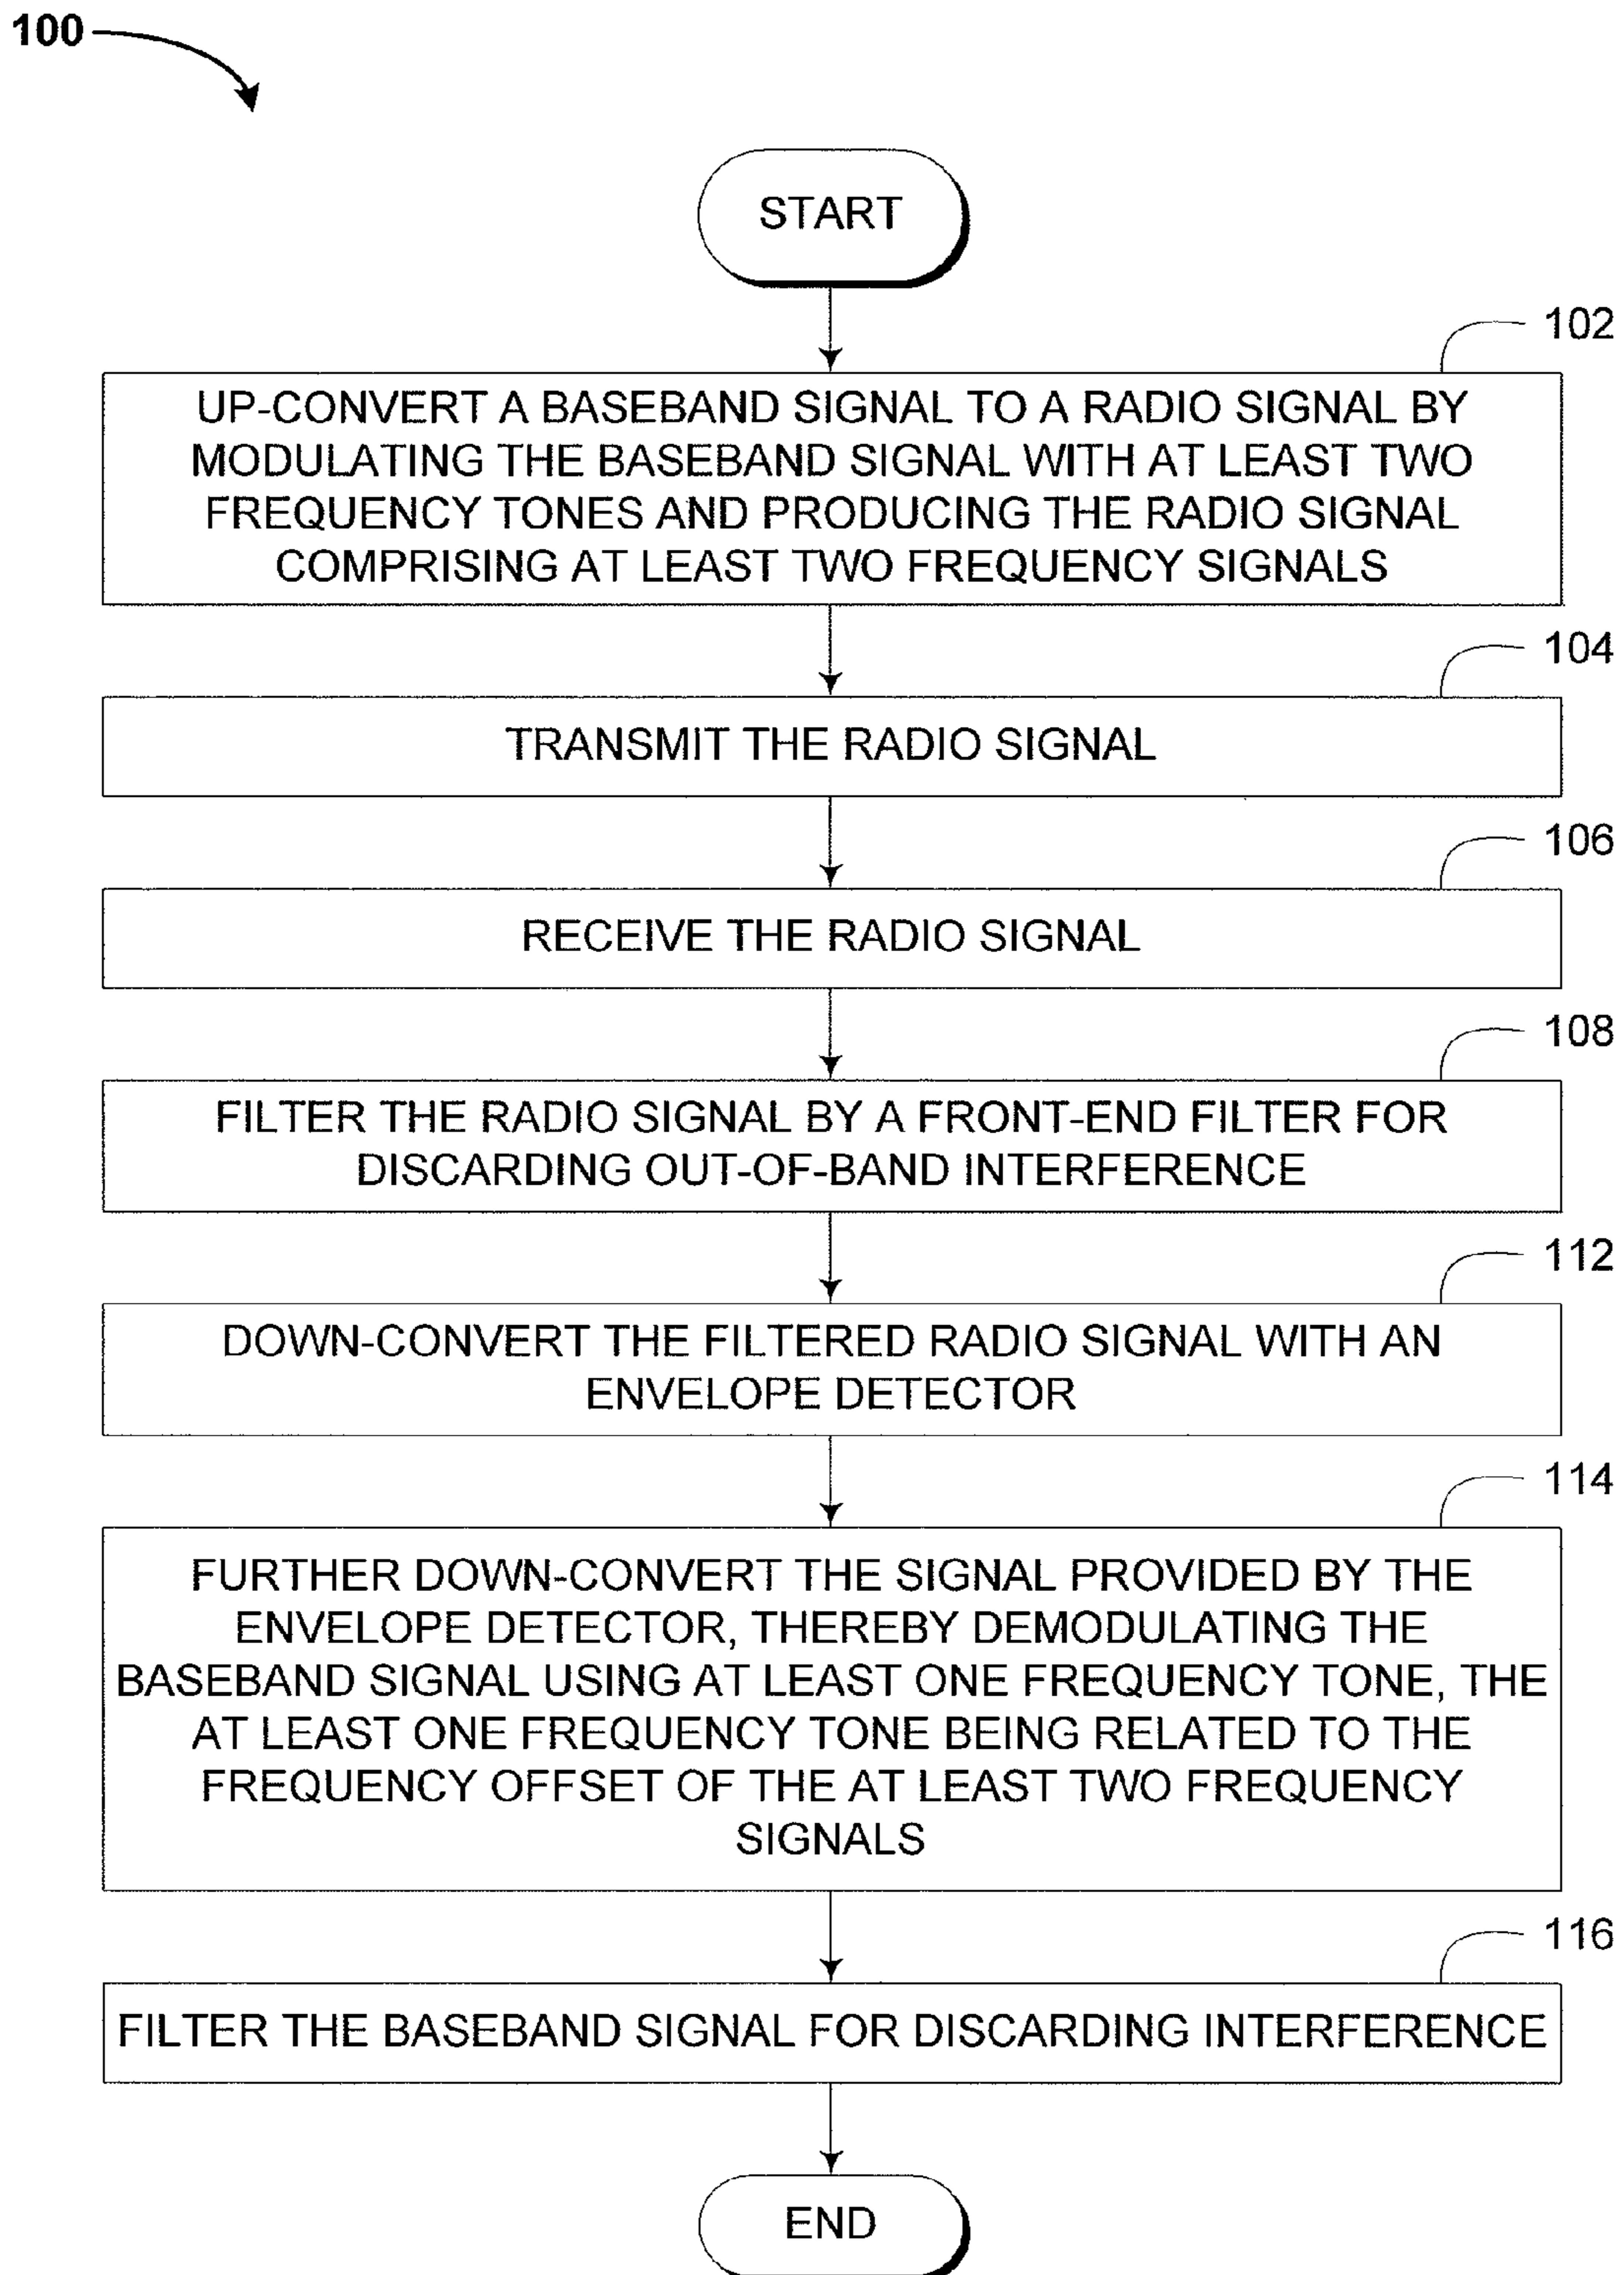 100
START
102
UP-CONVERT A BASEBAND SIGNAL TO A RADIO SIGNAL BY
MODULATING THE BASEBAND SIGNAL WITH AT LEAST TWO
FREQUENCY TONES AND PRODUCING THE RADIO SIGNAL
COMPRISING AT LEAST TWO FREQUENCY SIGNALS
104
TRANSMIT THE RADIO SIGNAL
106
RECEIVE THE RADIO SIGNAL
108
FILTER THE RADIO SIGNAL BY A FRONT-END FILTER FOR
DISCARDING OUT-OF-BAND INTERFERENCE
112
DOWN-CONVERT THE FILTERED RADIO SIGNAL WITH AN
ENVELOPE DETECTOR
114
FURTHER DOWN-CONVERT THE SIGNAL PROVIDED BY THE
ENVELOPE DETECTOR, THEREBY DEMODULATING THE
BASEBAND SIGNAL USING AT LEAST ONE FREQUENCY TONE, THE
AT LEAST ONE FREQUENCY TONE BEING RELATED TO THE
FREQUENCY OFFSET OF THE AT LEAST TWO FREQUENCY
SIGNALS
116
FILTER THE BASEBAND SIGNAL FOR DISCARDING INTERFERENCE
END